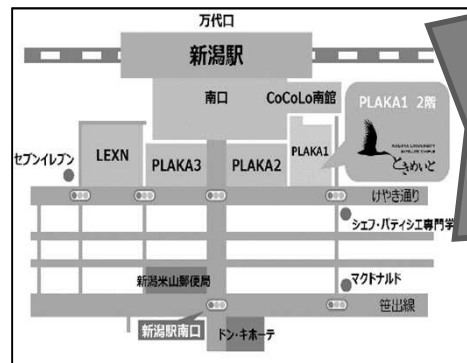 万代口
新潟駅
南口
CoCoLo南館
PLAKA1 2階
NIIGATA UNIVERSITY
SATELLITE CAMPUS
ときめいと
LEXN
PLAKA3
PLAKA2
PLAKA1
セブンイレブン
けやき通り
シェフ・パティシエ専門学
新潟米山郵便局
マクドナルド
笹出線
新潟駅南口
ドン・キホーテ